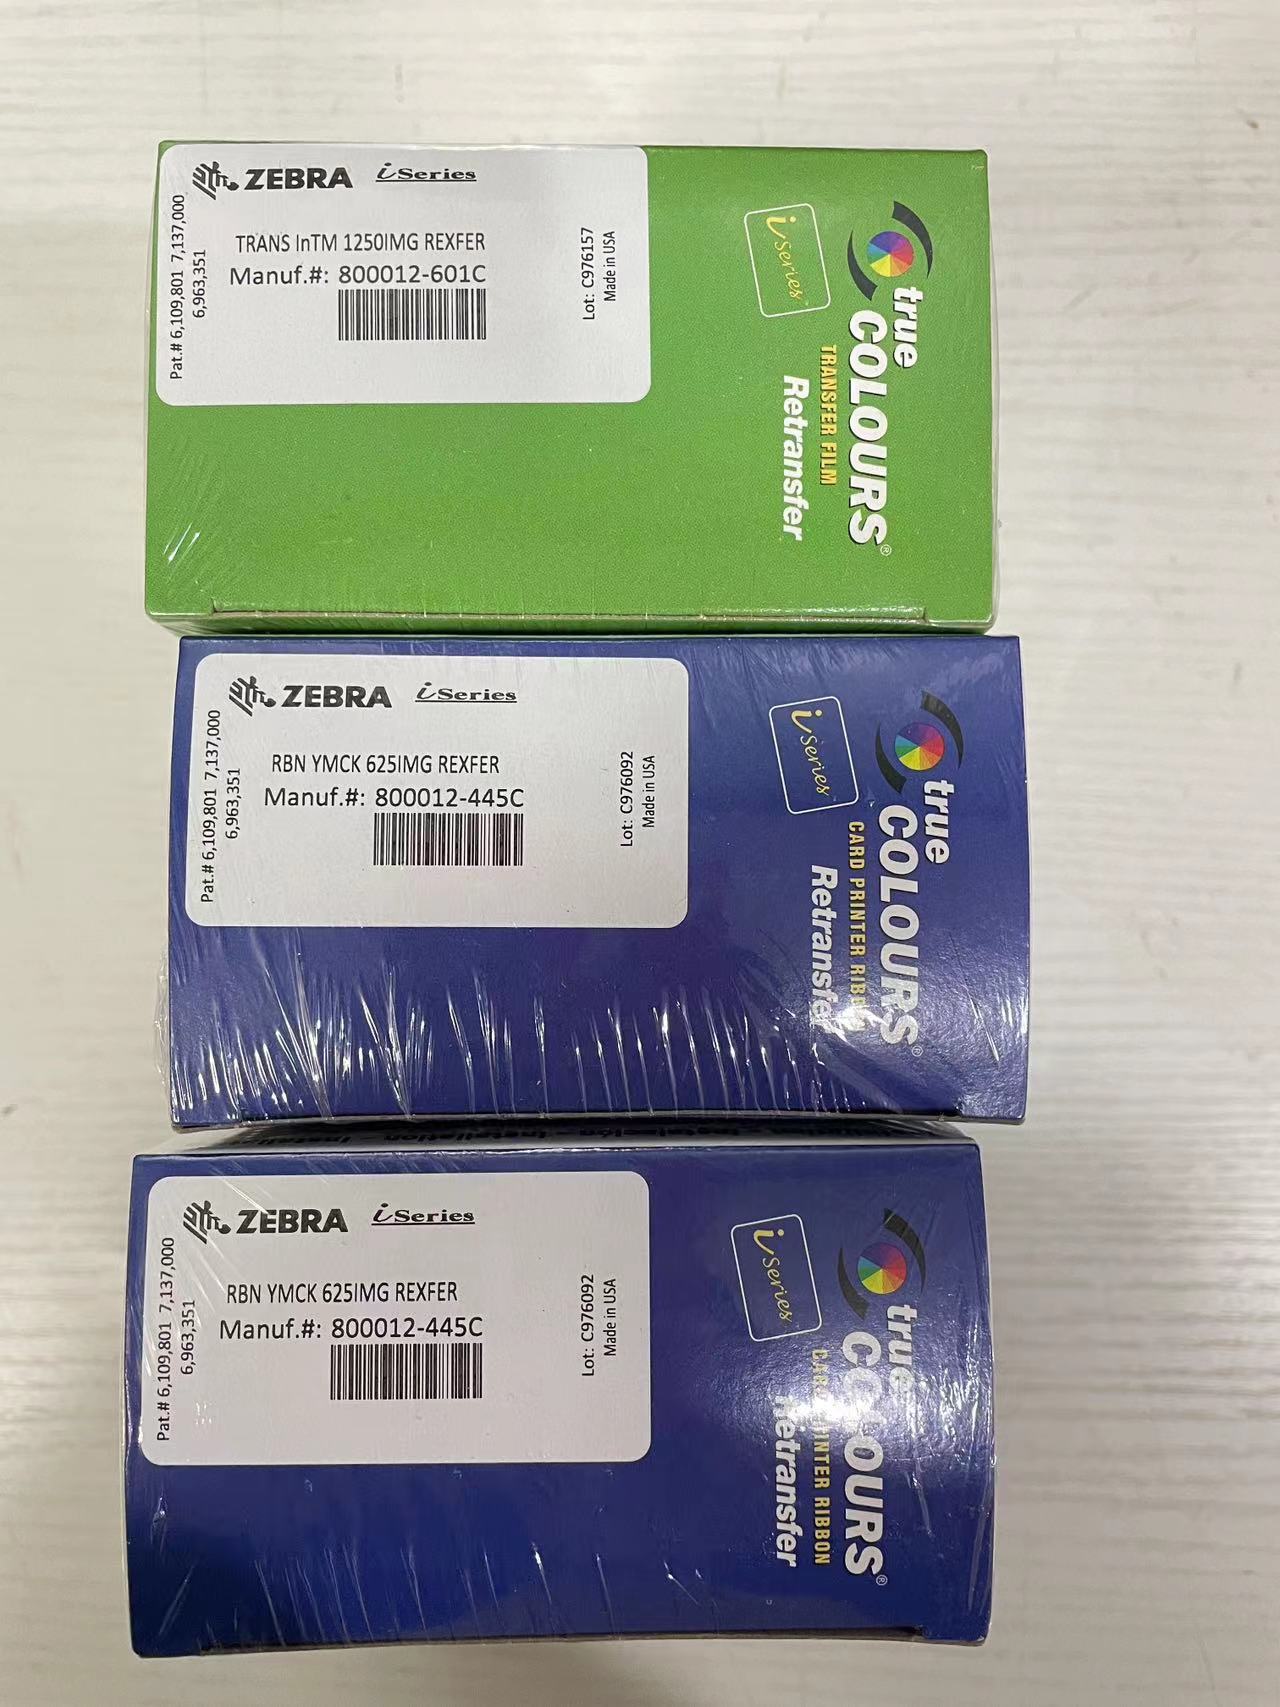 ZEBRA iSeries
TRANS InTM 1250IMG REXFER
Manuf.#: 800012-601C
Pat.# 6,109,801 7,137,000
6,963,351
Lot: C976157
Made in USA
iSeries
true
COLOURS®
TRANSFER FILM
Retransfer
ZEBRA iSeries
RBN YMCK 625IMG REXFER
Manuf.#: 800012-445C
Pat.# 6,109,801 7,137,000
6,963,351
Lot: C976092
Made in USA
iSeries
true
COLOURS®
CARD PRINTER RIBB
Retransfer
ZEBRA iSeries
RBN YMCK 625IMG REXFER
Manuf.#: 800012-445C
Pat.# 6,109,801 7,137,000
6,963,351
Lot: C976092
Made in USA
iSeries
true
COLOURS®
CARD PRINTER RIBBON
Retransfer